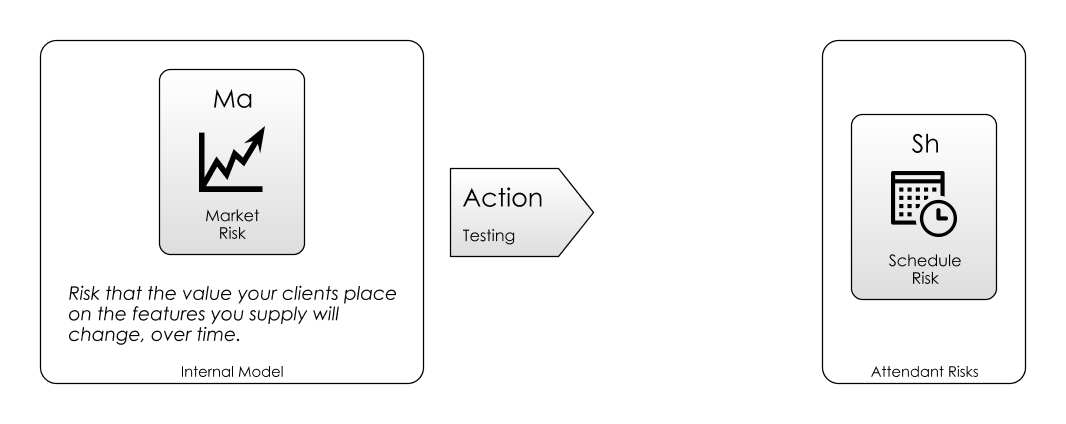 Ma
Market
Risk
Risk that the value your clients place
on the features you supply will
change, over time.
Internal Model
Action
Testing
Sh
Schedule
Risk
Attendant Risks